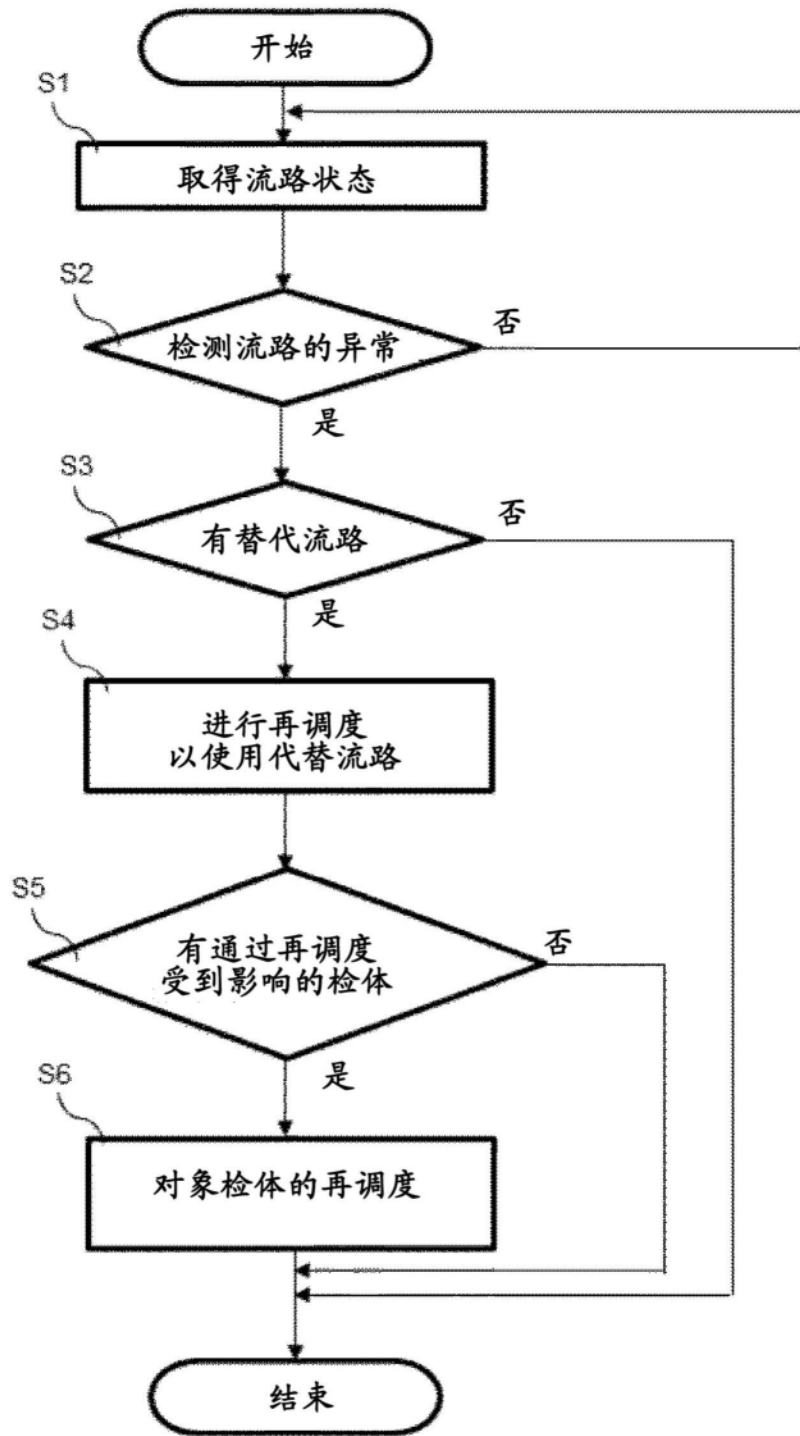 开始
S1
取得流路状态
S2
检测流路的异常
否
是
S3
有替代流路
否
是
S4
进行再调度
以使用代替流路
S5
有通过再调度
受到影响的检体
否
是
S6
对象检体的再调度
结束